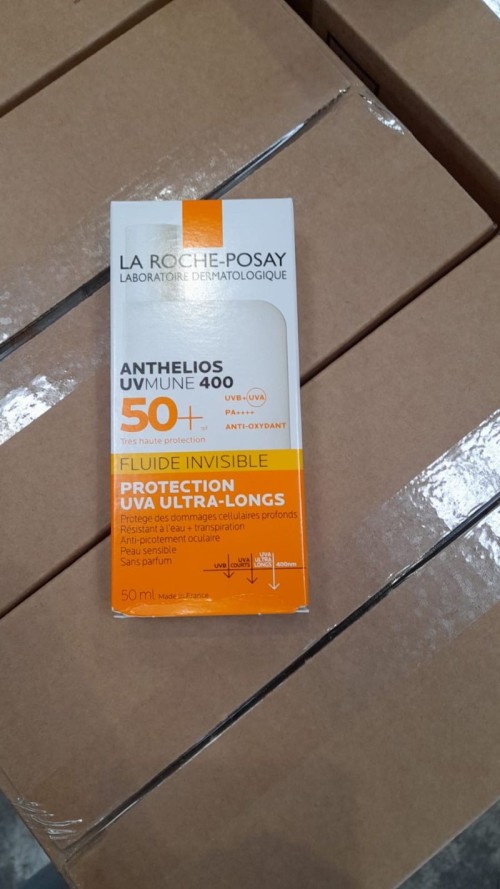 LA ROCHE-POSAY
LABORATOIRE DERMATOLOGIQUE
ANTHELIOS
UVMUNE 400
50+
Très haute protection
UVB+UVA
PA++++
ANTI-OXYDANT
FLUIDE INVISIBLE
PROTECTION
UVA ULTRA-LONGS
Protège des dommages cellulaires profonds
Résistant à l'eau + transpiration
Anti-picotement oculaire
Peau sensible
Sans parfum
UVB
UVA COURTS
UVA ULTRA LONGS
400nm
50 ml Made in France